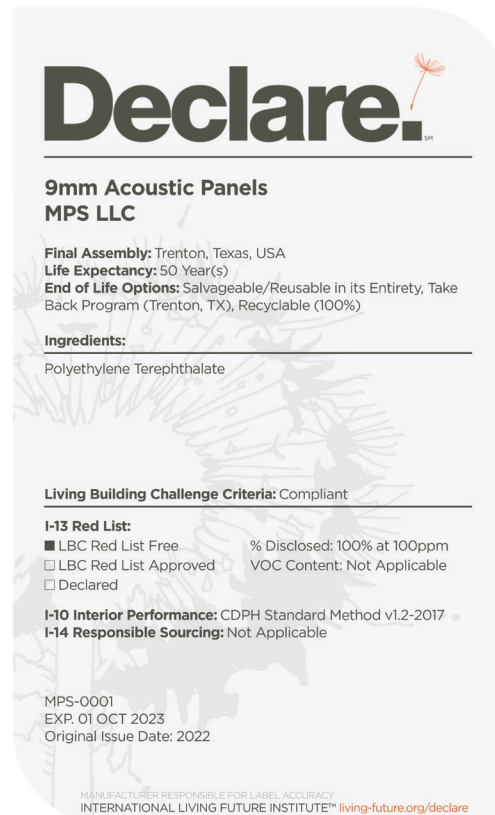 Declare.℠
9mm Acoustic Panels
MPS LLC
Final Assembly: Trenton, Texas, USA
Life Expectancy: 50 Year(s)
End of Life Options: Salvageable/Reusable in its Entirety, Take
Back Program (Trenton, TX), Recyclable (100%)
Ingredients:
Polyethylene Terephthalate
Living Building Challenge Criteria: Compliant
I-13 Red List:
■ LBC Red List Free % Disclosed: 100% at 100ppm
□ LBC Red List Approved VOC Content: Not Applicable
□ Declared
I-10 Interior Performance: CDPH Standard Method v1.2-2017
I-14 Responsible Sourcing: Not Applicable
MPS-0001
EXP. 01 OCT 2023
Original Issue Date: 2022
MANUFACTURER RESPONSIBLE FOR LABEL ACCURACY
INTERNATIONAL LIVING FUTURE INSTITUTE™ living-future.org/declare